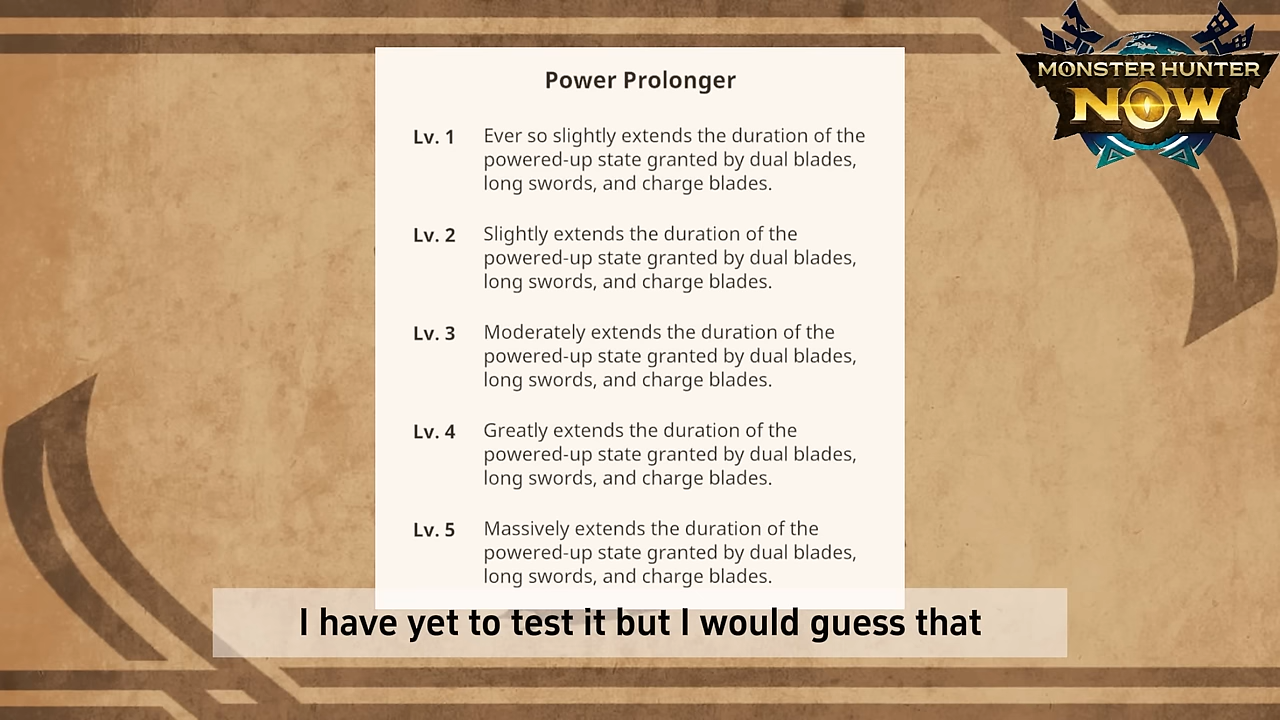 MONSTER HUNTER
NOW
Power Prolonger
Lv. 1 Ever so slightly extends the duration of the
powered-up state granted by dual blades,
long swords, and charge blades.
Lv. 2 Slightly extends the duration of the
powered-up state granted by dual blades,
long swords, and charge blades.
Lv. 3 Moderately extends the duration of the
powered-up state granted by dual blades,
long swords, and charge blades.
Lv. 4 Greatly extends the duration of the
powered-up state granted by dual blades,
long swords, and charge blades.
Lv. 5 Massively extends the duration of the
powered-up state granted by dual blades,
long swords, and charge blades.
I have yet to test it but I would guess that